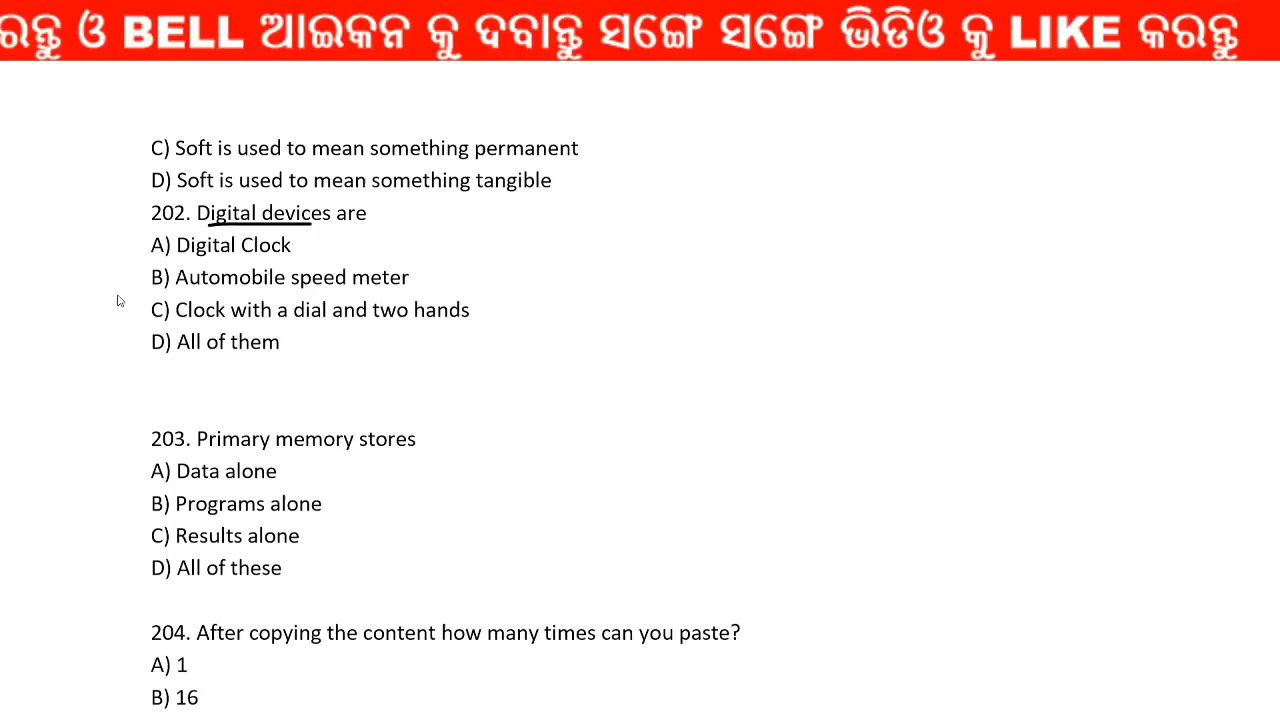 ରନ୍ତୁ ଓ BELL ଆଇକନ କୁ ଦବାନ୍ତୁ ସଙ୍ଗେ ସଙ୍ଗେ ଭିଡିଓ କୁ LIKE କରନ୍ତୁ
C) Soft is used to mean something permanent
D) Soft is used to mean something tangible
202. Digital devices are
A) Digital Clock
B) Automobile speed meter
C) Clock with a dial and two hands
D) All of them
203. Primary memory stores
A) Data alone
B) Programs alone
C) Results alone
D) All of these
204. After copying the content how many times can you paste?
A) 1
B) 16